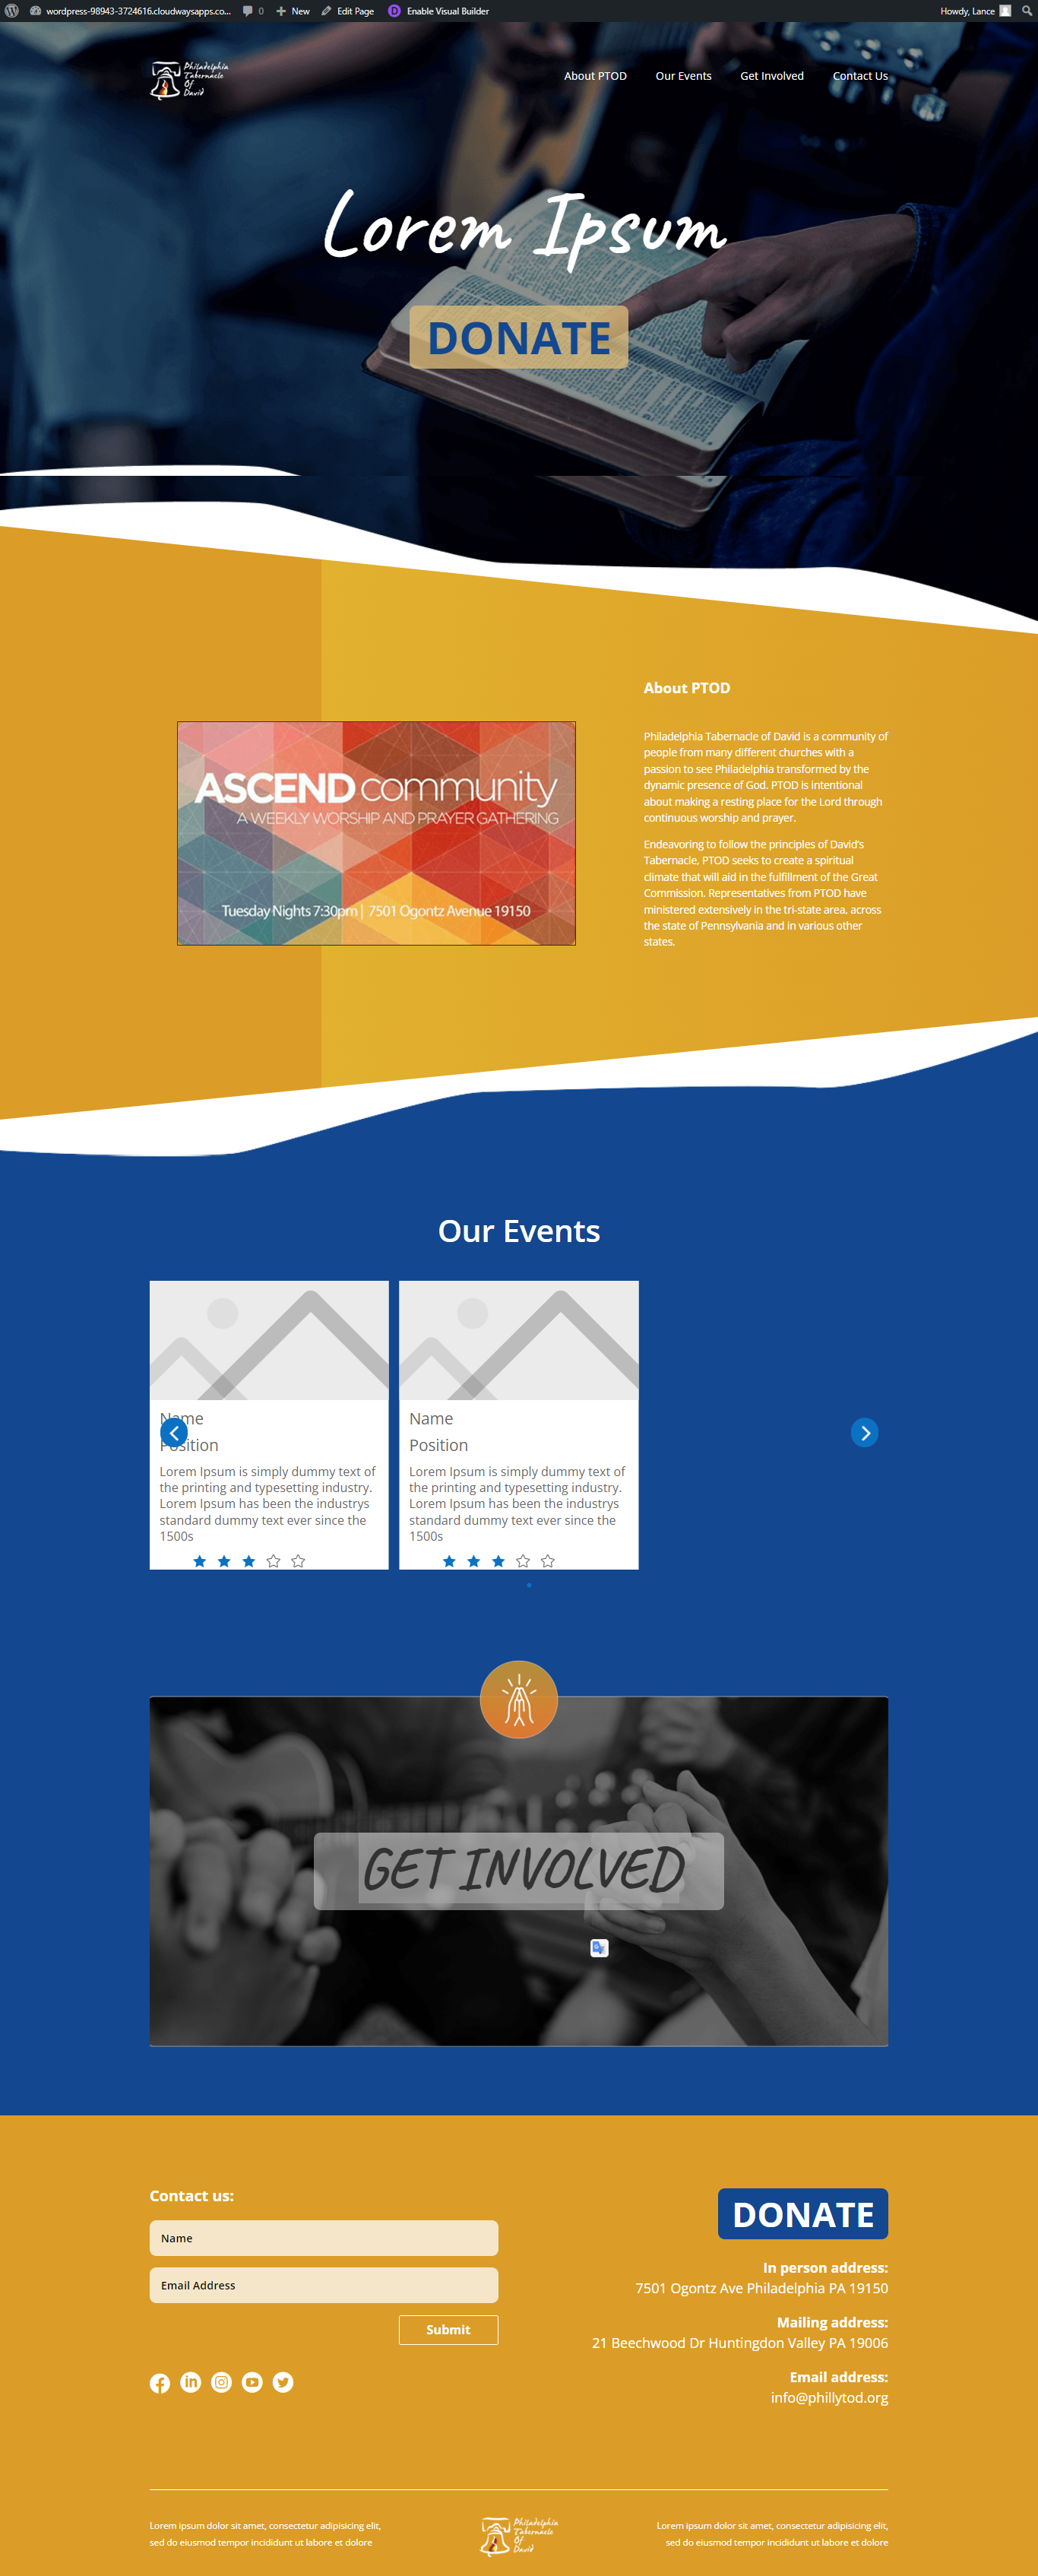 wordpress-98943-3724616.cloudwaysapps.co... 0 New Edit Page Enable Visual Builder Howdy, Lance
Philadelphia
Tabernacle
Of
David
About PTOD Our Events Get Involved Contact Us
Lorem Ipsum
DONATE
About PTOD
Philadelphia Tabernacle of David is a community of
people from many different churches with a
passion to see Philadelphia transformed by the
dynamic presence of God. PTOD is intentional
about making a resting place for the Lord through
continuous worship and prayer.
Endeavoring to follow the principles of David's
Tabernacle, PTOD seeks to create a spiritual
climate that will aid in the fulfillment of the Great
Commission. Representatives from PTOD have
ministered extensively in the tri-state area, across
the state of Pennsylvania and in various other
states.
ASCEND community
A WEEKLY WORSHIP AND PRAYER GATHERING
Tuesday Nights 7:30pm | 7501 Ogontz Avenue 19150
Our Events
Name
Position
Lorem Ipsum is simply dummy text of
the printing and typesetting industry.
Lorem Ipsum has been the industrys
standard dummy text ever since the
1500s
Name
Position
Lorem Ipsum is simply dummy text of
the printing and typesetting industry.
Lorem Ipsum has been the industrys
standard dummy text ever since the
1500s
GET INVOLVED
Contact us:
Name
Email Address
Submit
DONATE
In person address:
7501 Ogontz Ave Philadelphia PA 19150
Mailing address:
21 Beechwood Dr Huntingdon Valley PA 19006
Email address:
info@phillytod.org
Lorem ipsum dolor sit amet, consectetur adipisicing elit,
sed do eiusmod tempor incididunt ut labore et dolore
Philadelphia
Tabernacle
Of
David
Lorem ipsum dolor sit amet, consectetur adipisicing elit,
sed do eiusmod tempor incididunt ut labore et dolore